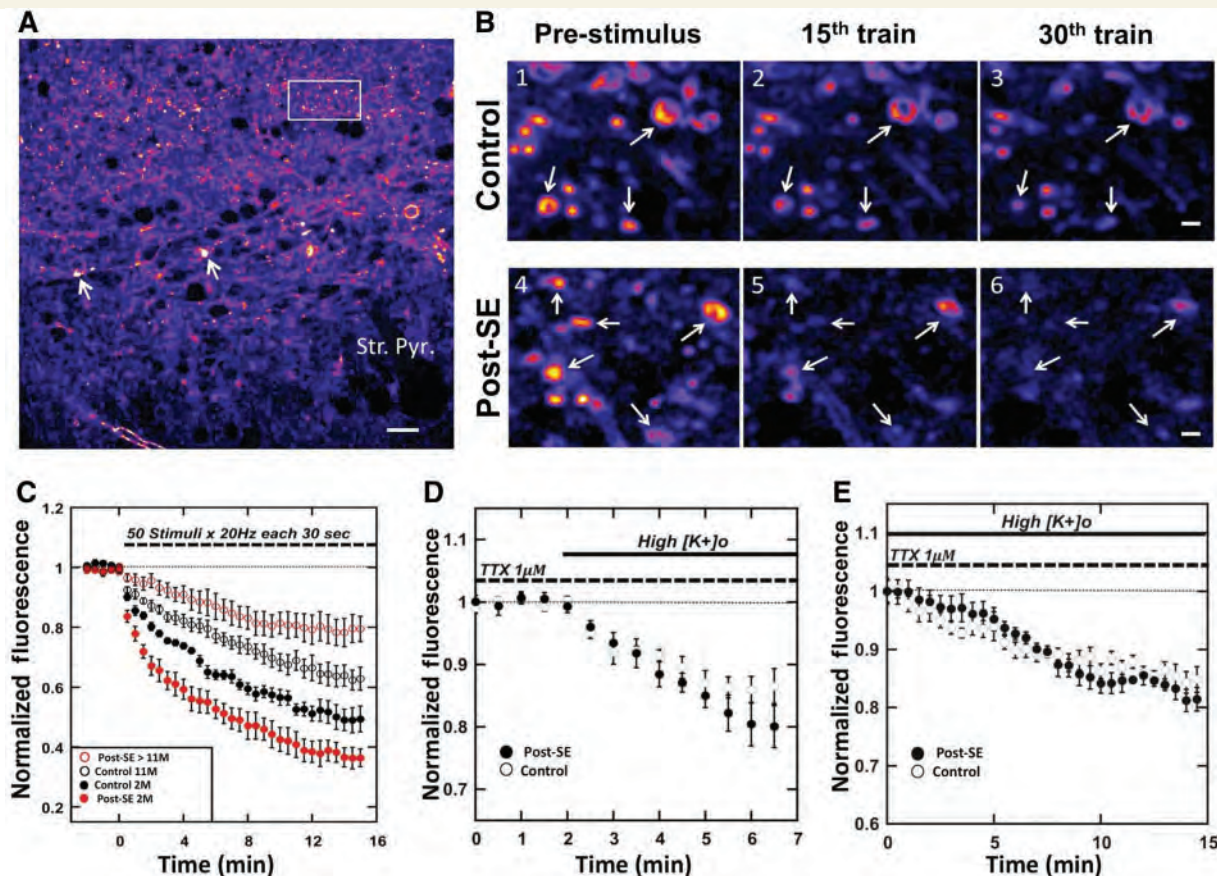 A
Str. Pyr.
B
Pre-stimulus
15th train
30th train
Control
1
2
3
Post-SE
4
5
6
C
Normalized fluorescence
1.2
1
0.8
0.6
0.4
0.2
50 Stimuli x 20Hz each 30 sec
Post-SE > 11M
Control 11M
Control 2M
Post-SE 2M
0
4
8
12
16
Time (min)
D
Normalized fluorescence
1.1
1
0.9
0.8
0.7
High [K+]o
TTX 1µM
Post-SE
Control
0
1
2
3
4
5
6
7
Time (min)
E
Normalized fluorescence
1.1
1.0
0.9
0.8
0.7
0.6
High [K+]o
TTX 1µM
Post-SE
Control
0
5
10
15
Time (min)